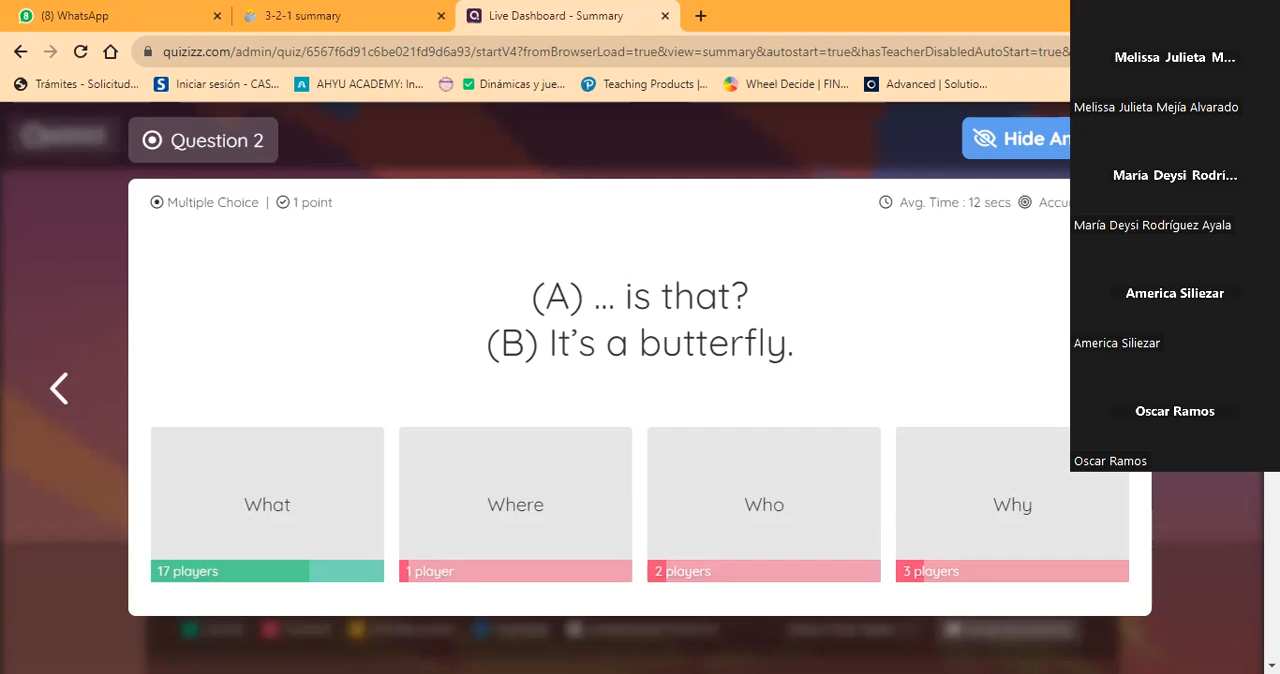 (8) WhatsApp
3-2-1 summary
Live Dashboard - Summary
quizizz.com/admin/quiz/6567f6d91c6be021fd9d6a93/startV4?fromBrowserLoad=true&view=summary&autostart=true&hasTeacherDisabledAutoStart=true&
Trámites - Solicitud...
Iniciar sesión - CAS...
AHYU ACADEMY: In...
Dinámicas y jue...
Teaching Products |...
Wheel Decide | FIN...
Advanced | Solutio...
Question 2
Hide An
Multiple Choice | 1 point
Avg. Time : 12 secs
Accu
(A) ... is that?
(B) It’s a butterfly.
What
Where
Who
Why
17 players
1 player
2 players
3 players
Melissa Julieta M...
Melissa Julieta Mejía Alvarado
María Deysi Rodrí...
María Deysi Rodríguez Ayala
America Siliezar
America Siliezar
Oscar Ramos
Oscar Ramos